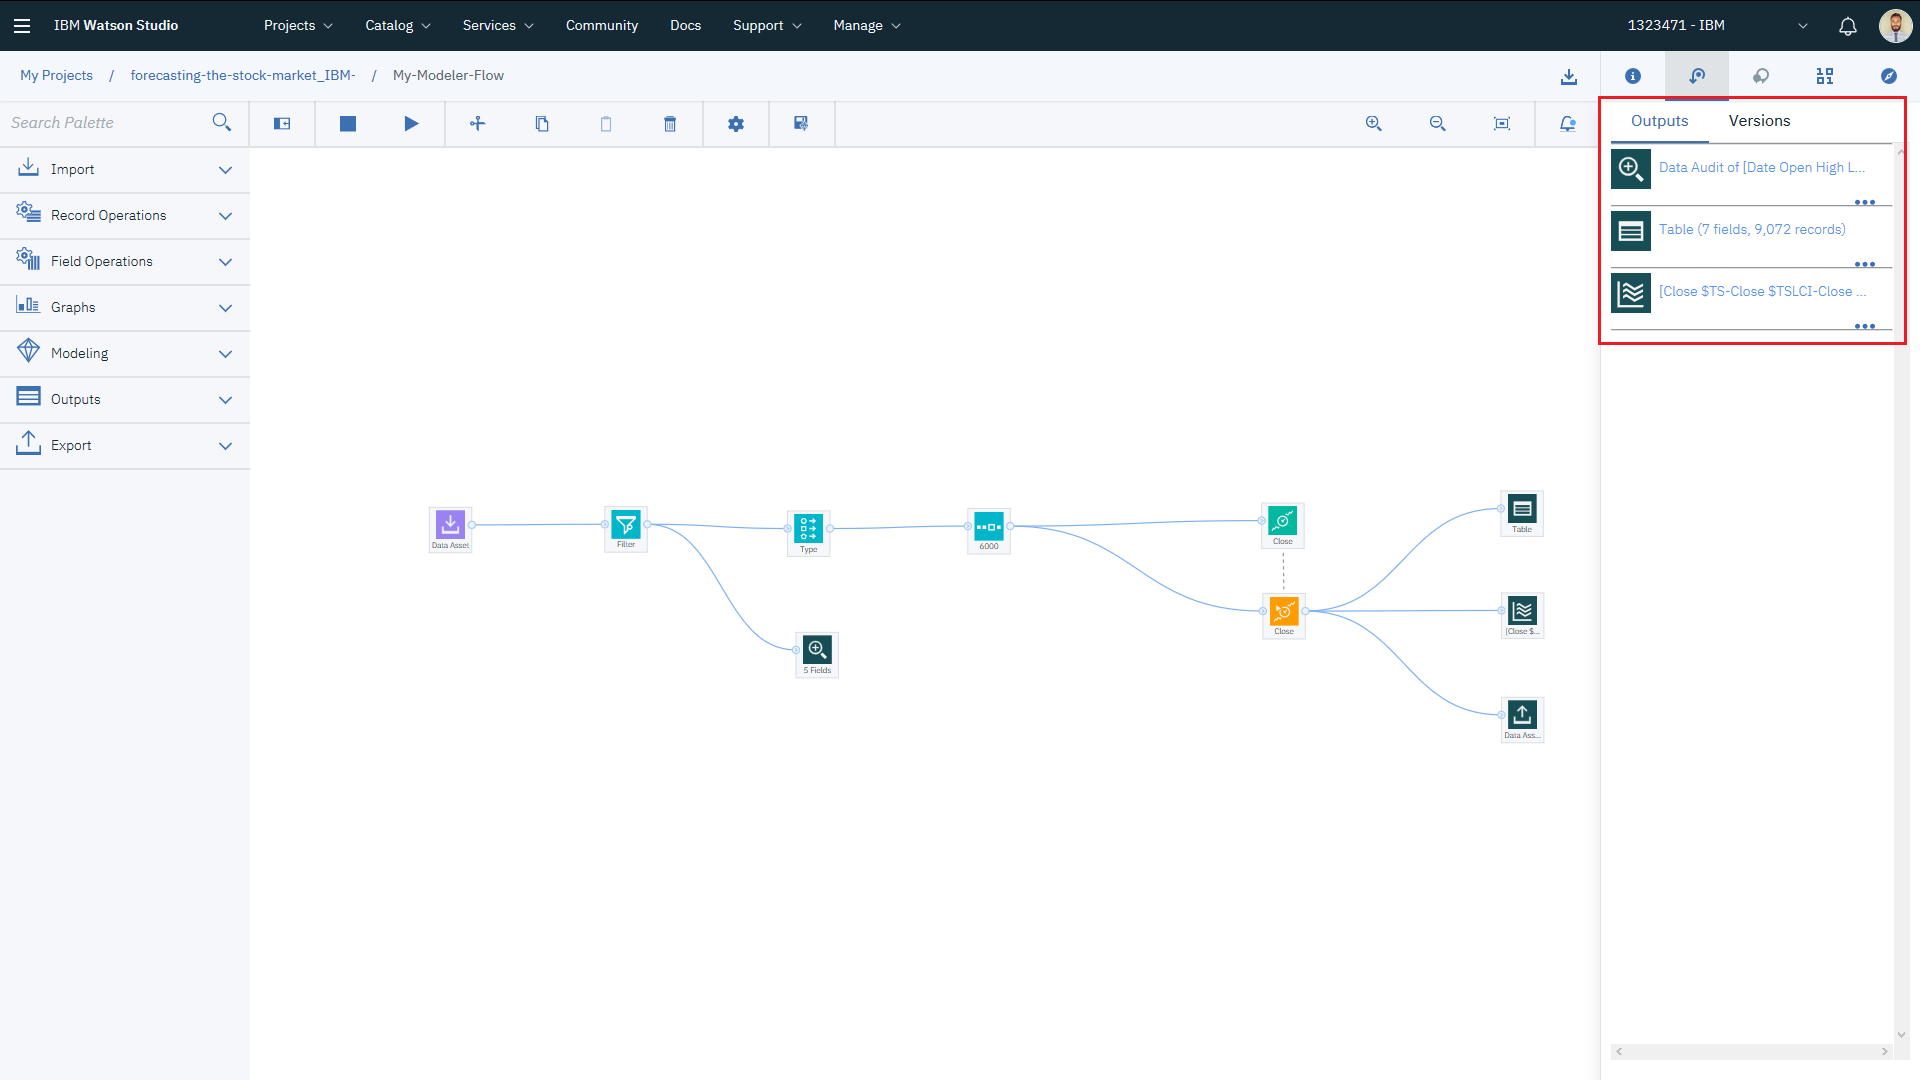 IBM Watson Studio
Projects
Catalog
Services
Community
Docs
Support
Manage
1323471 - IBM
My Projects / forecasting-the-stock-market_IBM- / My-Modeler-Flow
Search Palette
Import
Record Operations
Field Operations
Graphs
Modeling
Outputs
Export
Outputs
Versions
Data Audit of [Date Open High L...
Table (7 fields, 9,072 records)
[Close $TS-Close $TSLCI-Close ...
Data Asset
Filter
Type
6000
Close
Table
5 Fields
Close
[Close $...
Data Ass...